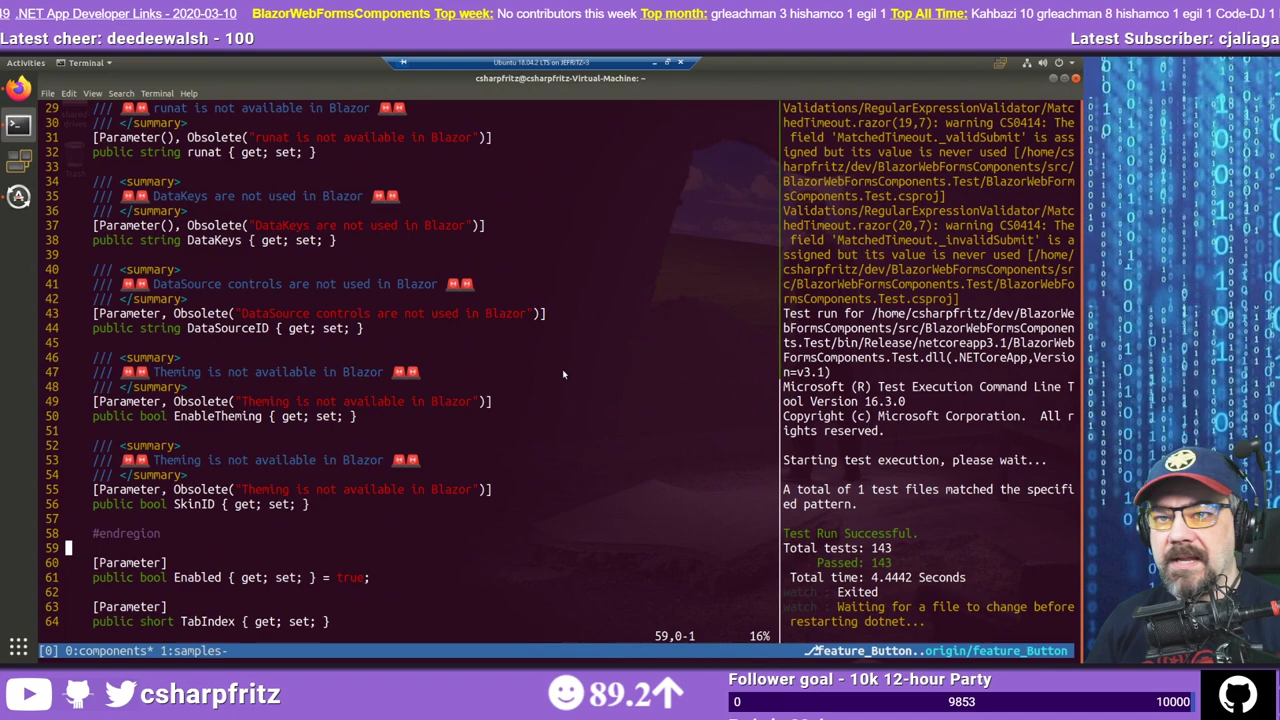 49 .NET App Developer Links - 2020-03-10 BlazorWebFormsComponents Top week: No contributors this week Top month: grleachman 3 hishamco 1 egil 1 Top All Time: Kahbazi 10 grleachman 8 hishamco 1 egil 1 Code-DJ 1
Latest cheer: deedeewalsh - 100
Latest Subscriber: cjaliaga
Activities
Terminal
Ubuntu 18.04.2 LTS on JEFRITZ-3
csharpfritz@csharpfritz-Virtual-Machine: ~
File Edit View Search Terminal Help
29 /// 🚨🚨 runat is not available in Blazor 🚨🚨
30 /// </summary>
31 [Parameter(), Obsolete("runat is not available in Blazor")]
32 public string runat { get; set; }
33
34 /// <summary>
35 /// 🚨🚨 DataKeys are not used in Blazor 🚨🚨
36 /// </summary>
37 [Parameter(), Obsolete("DataKeys are not used in Blazor")]
38 public string DataKeys { get; set; }
39
40 /// <summary>
41 /// 🚨🚨 DataSource controls are not used in Blazor 🚨🚨
42 /// </summary>
43 [Parameter, Obsolete("DataSource controls are not used in Blazor")]
44 public string DataSourceID { get; set; }
45
46 /// <summary>
47 /// 🚨🚨 Theming is not available in Blazor 🚨🚨
48 /// </summary>
49 [Parameter, Obsolete("Theming is not available in Blazor")]
50 public bool EnableTheming { get; set; }
51
52 /// <summary>
53 /// 🚨🚨 Theming is not available in Blazor 🚨🚨
54 /// </summary>
55 [Parameter, Obsolete("Theming is not available in Blazor")]
56 public bool SkinID { get; set; }
57
58 #endregion
59
60 [Parameter]
61 public bool Enabled { get; set; } = true;
62
63 [Parameter]
64 public short TabIndex { get; set; }
59,0-1 16%
Validations/RegularExpressionValidator/Matc
hedTimeout.razor(19,7): warning CS0414: The
field 'MatchedTimeout._validSubmit' is ass
igned but its value is never used [/home/cs
harpfritz/dev/BlazorWebFormsComponents/src/
BlazorWebFormsComponents.Test/BlazorWebForm
sComponents.Test.csproj]
Validations/RegularExpressionValidator/Matc
hedTimeout.razor(20,7): warning CS0414: The
field 'MatchedTimeout._invalidSubmit' is a
ssigned but its value is never used [/home/
csharpfritz/dev/BlazorWebFormsComponents/sr
c/BlazorWebFormsComponents.Test/BlazorWebFo
rmsComponents.Test.csproj]
Test run for /home/csharpfritz/dev/BlazorWe
bFormsComponents/src/BlazorWebFormsComponen
ts.Test/bin/Release/netcoreapp3.1/BlazorWeb
FormsComponents.Test.dll(.NETCoreApp,Versio
n=v3.1)
Microsoft (R) Test Execution Command Line T
ool Version 16.3.0
Copyright (c) Microsoft Corporation. All r
ights reserved.
Starting test execution, please wait...
A total of 1 test files matched the specifi
ed pattern.
Test Run Successful.
Total tests: 143
Passed: 143
Total time: 4.4442 Seconds
watch : Exited
watch : Waiting for a file to change before
restarting dotnet...
[0] 0:components* 1:samples-
feature_Button..origin/feature_Button
csharpfritz
89.2↑
Follower goal - 10k 12-hour Party
0 9853 10000